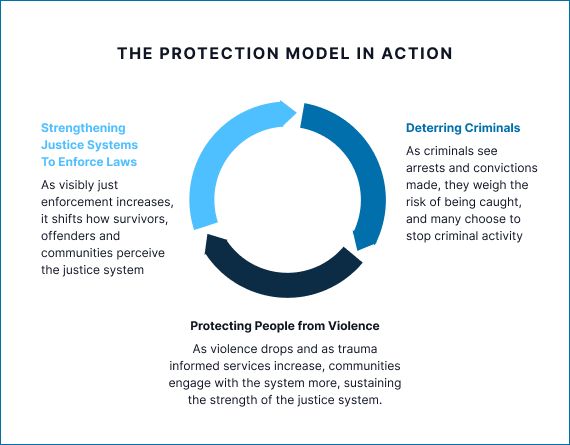 THE PROTECTION MODEL IN ACTION
Strengthening
Justice Systems
To Enforce Laws
As visibly just
enforcement increases,
it shifts how survivors,
offenders and
communities perceive
the justice system
Deterring Criminals
As criminals see
arrests and convictions
made, they weigh the
risk of being caught,
and many choose to
stop criminal activity
Protecting People from Violence
As violence drops and as trauma
informed services increase, communities
engage with the system more, sustaining
the strength of the justice system.